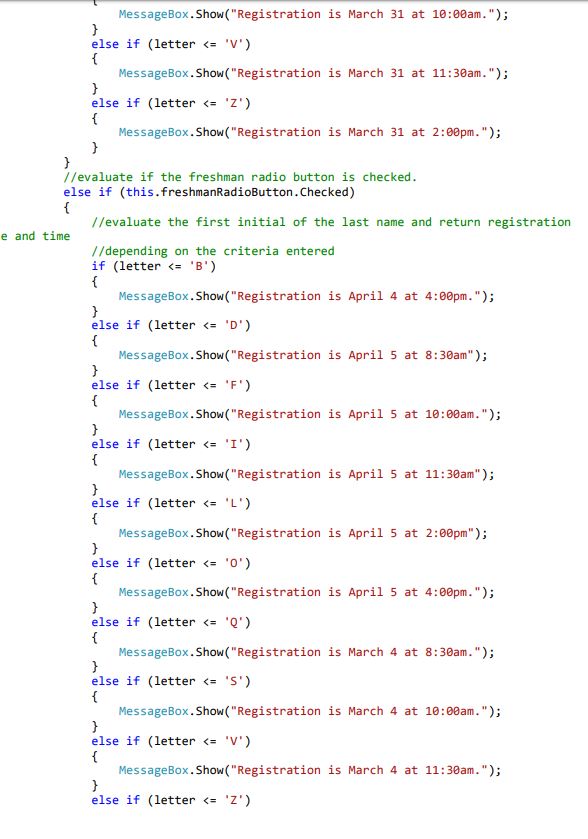 {
MessageBox.Show("Registration is March 31 at 10:00am.");
}
else if (letter <= 'V')
{
MessageBox.Show("Registration is March 31 at 11:30am.");
}
else if (letter <= 'Z')
{
MessageBox.Show("Registration is March 31 at 2:00pm.");
}
}
//evaluate if the freshman radio button is checked.
else if (this.freshmanRadioButton.Checked)
{
//evaluate the first initial of the last name and return registration
e and time
//depending on the criteria entered
if (letter <= 'B')
{
MessageBox.Show("Registration is April 4 at 4:00pm.");
}
else if (letter <= 'D')
{
MessageBox.Show("Registration is April 5 at 8:30am");
}
else if (letter <= 'F')
{
MessageBox.Show("Registration is April 5 at 10:00am.");
}
else if (letter <= 'I')
{
MessageBox.Show("Registration is April 5 at 11:30am");
}
else if (letter <= 'L')
{
MessageBox.Show("Registration is April 5 at 2:00pm");
}
else if (letter <= 'O')
{
MessageBox.Show("Registration is April 5 at 4:00pm.");
}
else if (letter <= 'Q')
{
MessageBox.Show("Registration is March 4 at 8:30am.");
}
else if (letter <= 'S')
{
MessageBox.Show("Registration is March 4 at 10:00am.");
}
else if (letter <= 'V')
{
MessageBox.Show("Registration is March 4 at 11:30am.");
}
else if (letter <= 'Z')